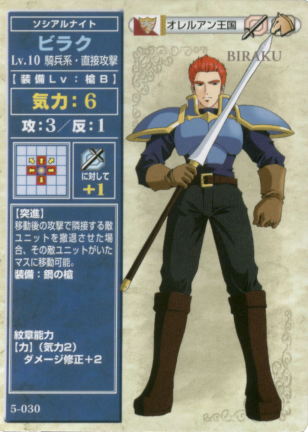 ソシアルナイト
ビラク
Lv.10 騎兵系・直接攻撃
【装備Lv：槍B】
気力：6
攻：3／反：1
に対して
+1
【突進】
移動後の攻撃で隣接する敵
ユニットを撤退させた場
合、その敵ユニットがいた
マスに移動可能。
装備：鋼の槍
紋章能力
【力】（気力2）
ダメージ修正+2
5-030
オレルアン王国
BIRAKU